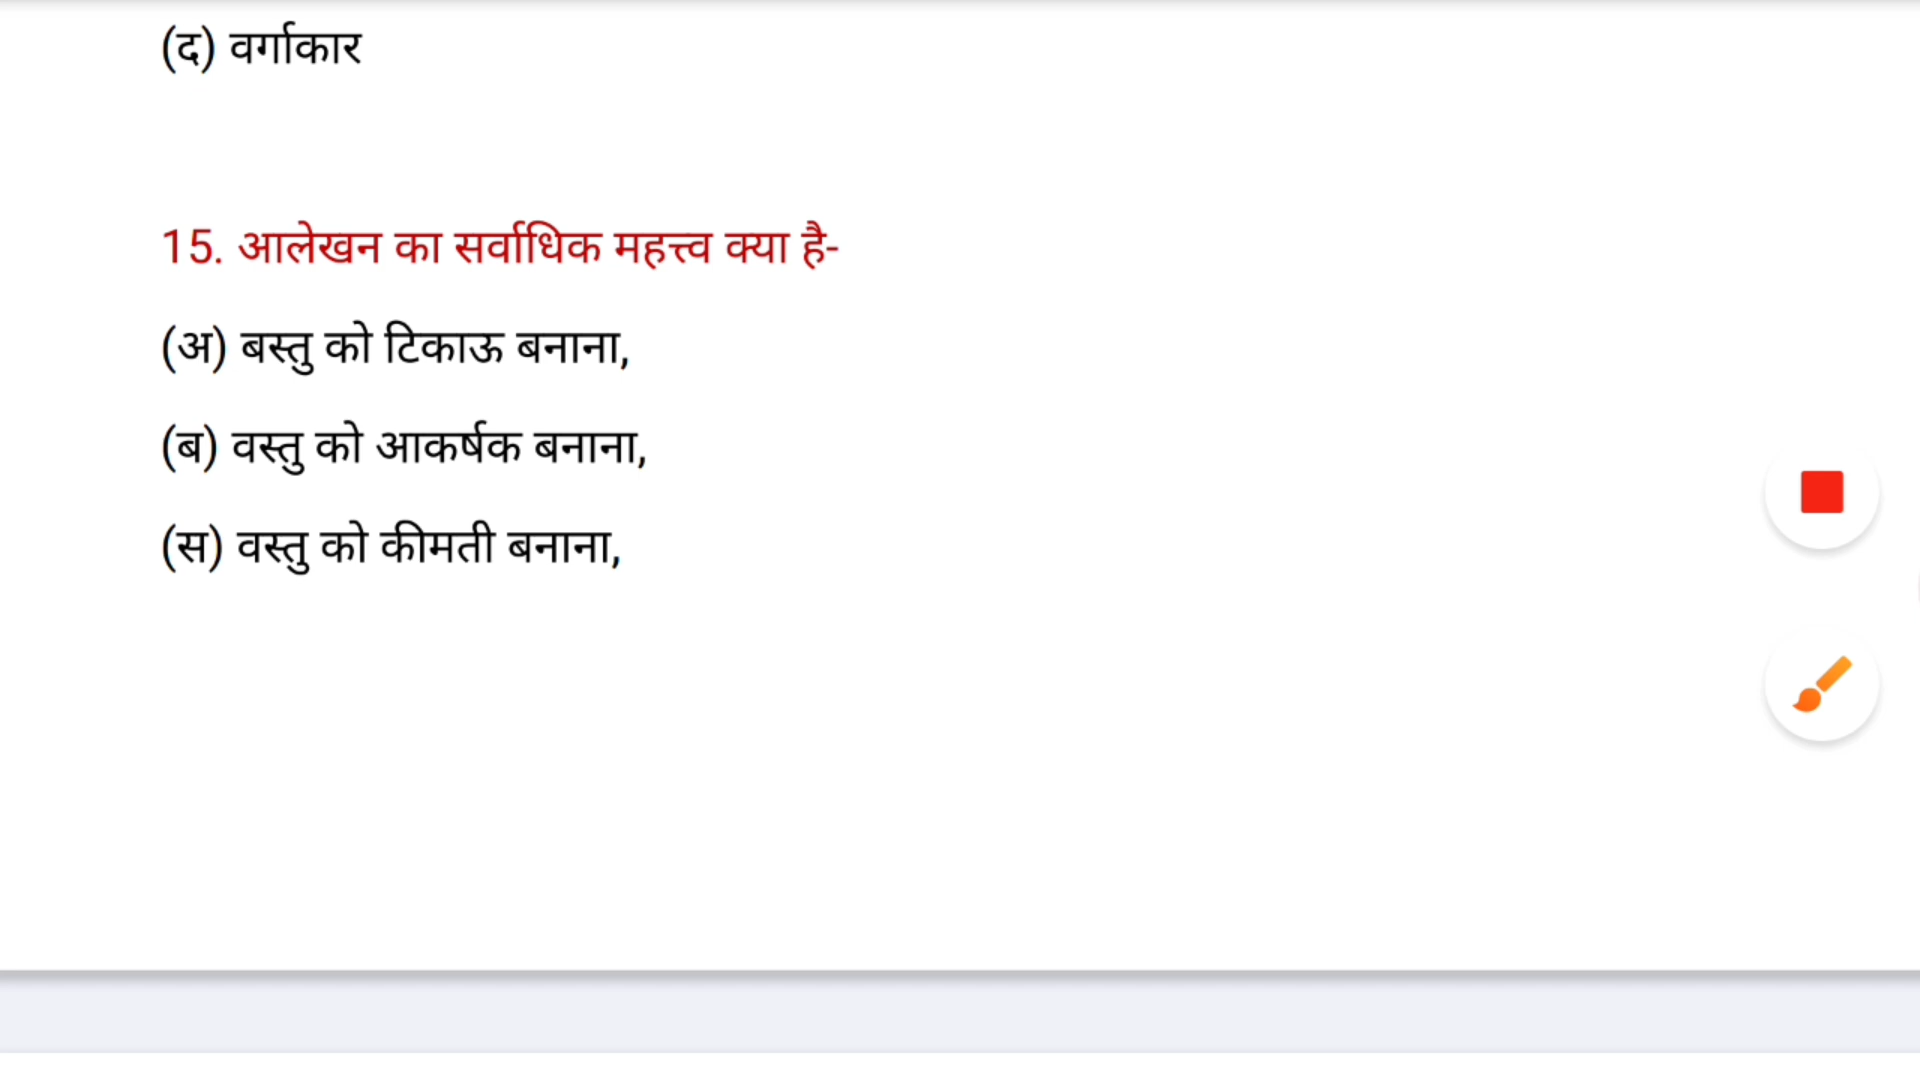 (द) वर्गाकार
15. आलेखन का सर्वाधिक महत्त्व क्या है-
(अ) बस्तु को टिकाऊ बनाना,
(ब) वस्तु को आकर्षक बनाना,
(स) वस्तु को कीमती बनाना,